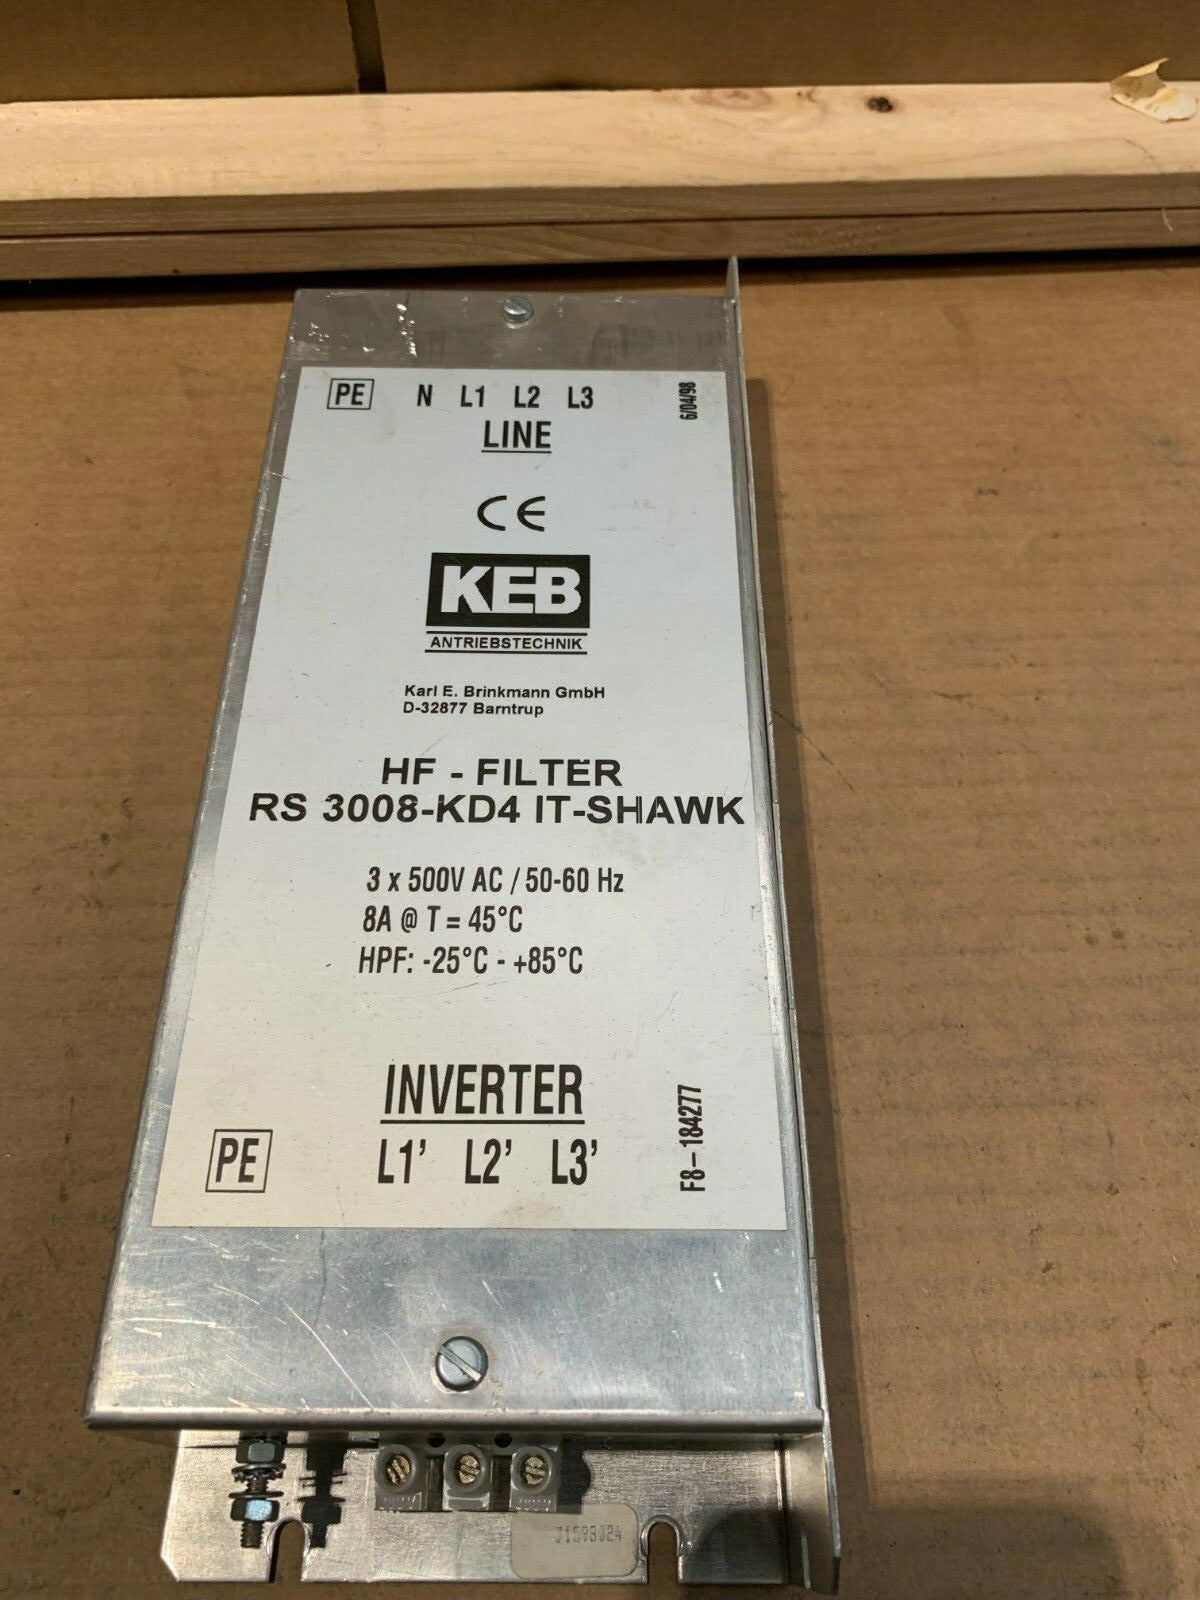 PE N L1 L2 L3
LINE
6/04/98
CE
KEB
ANTRIEBSTECHNIK
Karl E. Brinkmann GmbH
D-32877 Barntrup
HF - FILTER
RS 3008-KD4 IT-SHAWK
3 x 500V AC / 50-60 Hz
8A @ T = 45°C
HPF: -25°C - +85°C
INVERTER
PE L1' L2' L3'
F8-184277